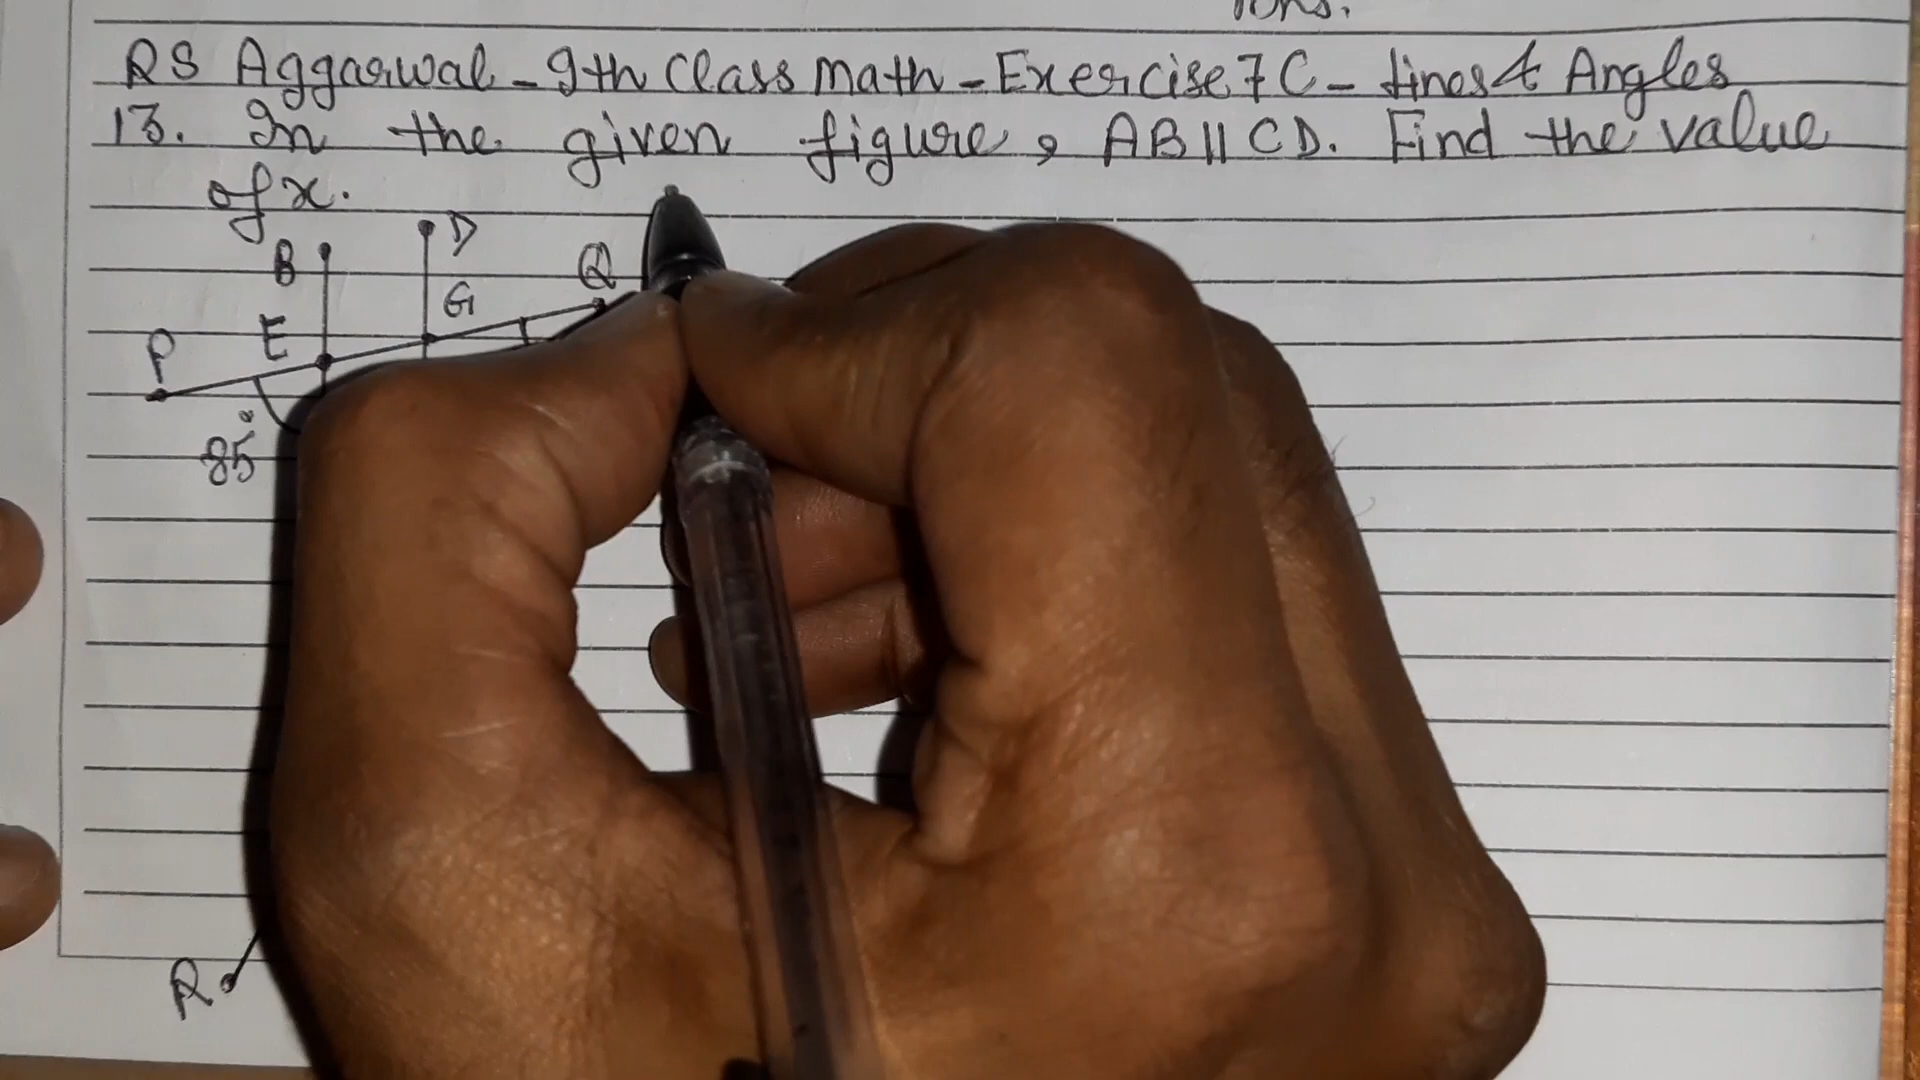 RS Aggarwal - 9th Class math - Exercise 7C - Lines & Angles
13. In the given figure, AB || CD. Find the value
of x.
D
B
Q
G
E
P
85°
R